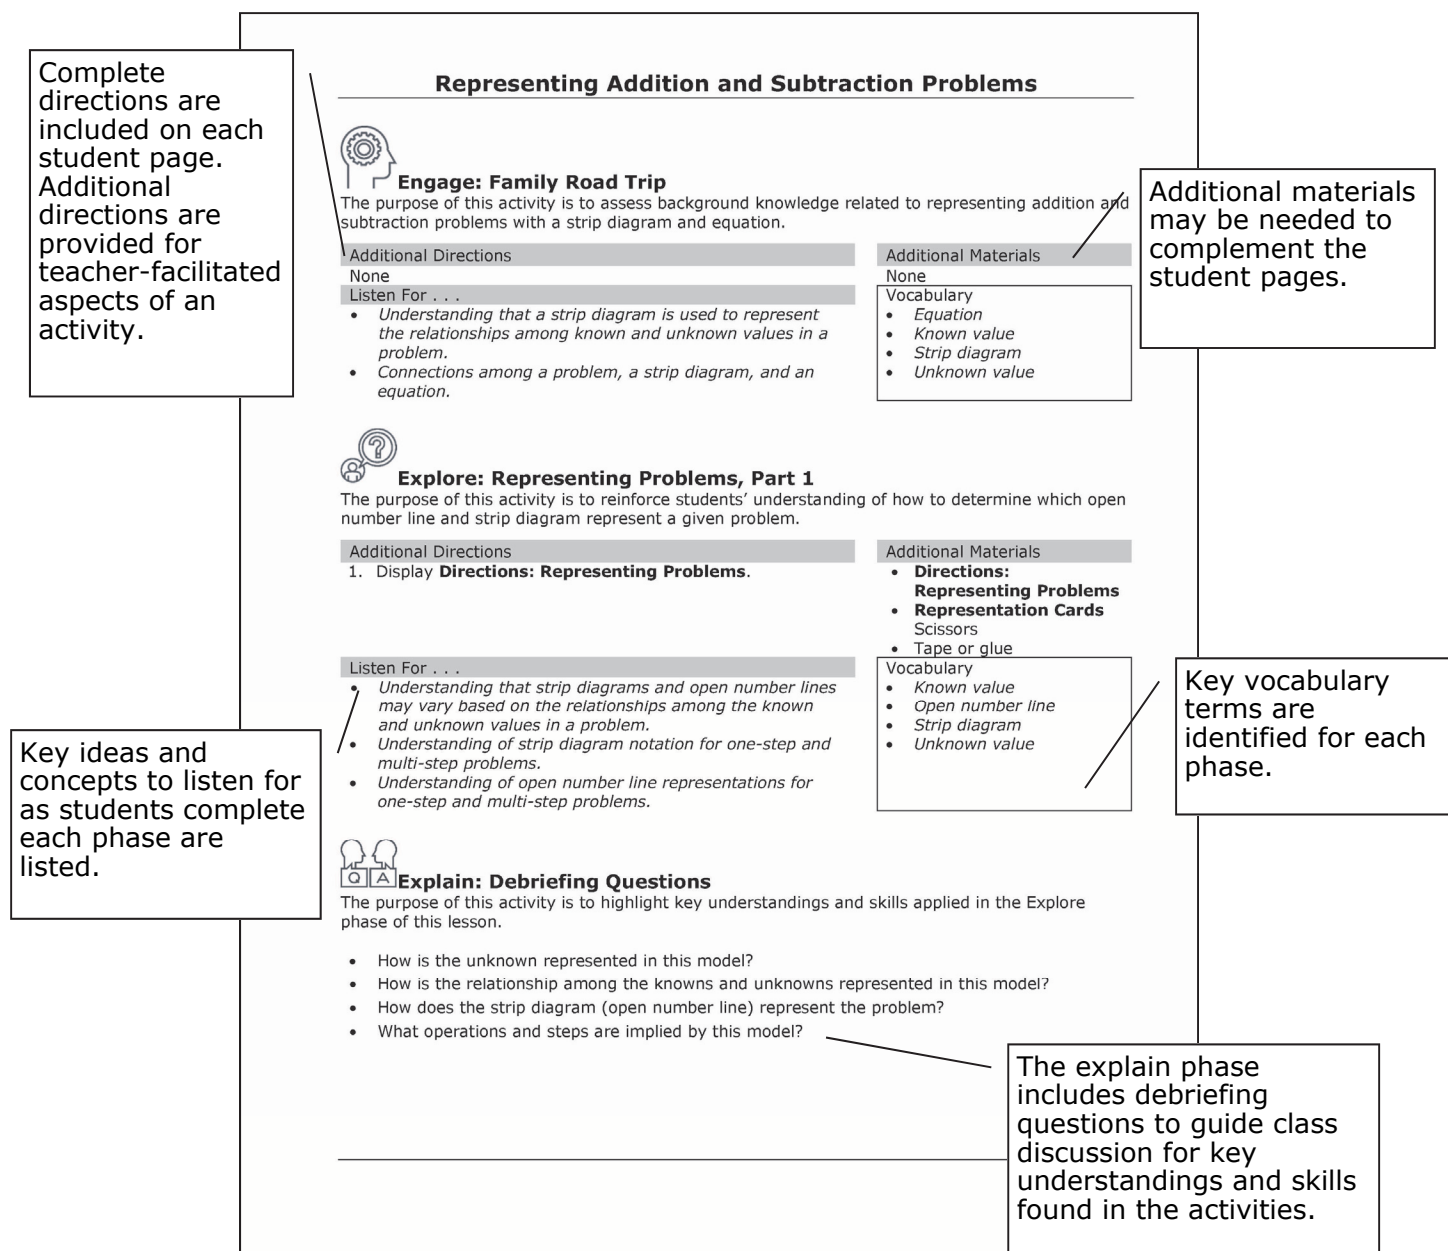 Complete
directions are
included on each
student page.
Additional
directions are
provided for
teacher-facilitated
aspects of an
activity.
Representing Addition and Subtraction Problems
Engage: Family Road Trip
The purpose of this activity is to assess background knowledge related to representing addition and
subtraction problems with a strip diagram and equation.
Additional Directions
None
Listen For . . .
• Understanding that a strip diagram is used to represent
the relationships among known and unknown values in a
problem.
• Connections among a problem, a strip diagram, and an
equation.
Additional Materials
None
Vocabulary
• Equation
• Known value
• Strip diagram
• Unknown value
Additional materials
may be needed to
complement the
student pages.
Explore: Representing Problems, Part 1
The purpose of this activity is to reinforce students’ understanding of how to determine which open
number line and strip diagram represent a given problem.
Additional Directions
1. Display Directions: Representing Problems.
Additional Materials
• Directions:
Representing Problems
• Representation Cards
Scissors
• Tape or glue
Listen For . . .
• Understanding that strip diagrams and open number lines
may vary based on the relationships among the known
and unknown values in a problem.
• Understanding of strip diagram notation for one-step and
multi-step problems.
• Understanding of open number line representations for
one-step and multi-step problems.
Vocabulary
• Known value
• Open number line
• Strip diagram
• Unknown value
Key vocabulary
terms are
identified for each
phase.
Key ideas and
concepts to listen for
as students complete
each phase are
listed.
Q A
Explain: Debriefing Questions
The purpose of this activity is to highlight key understandings and skills applied in the Explore
phase of this lesson.
• How is the unknown represented in this model?
• How is the relationship among the knowns and unknowns represented in this model?
• How does the strip diagram (open number line) represent the problem?
• What operations and steps are implied by this model?
The explain phase
includes debriefing
questions to guide class
discussion for key
understandings and skills
found in the activities.